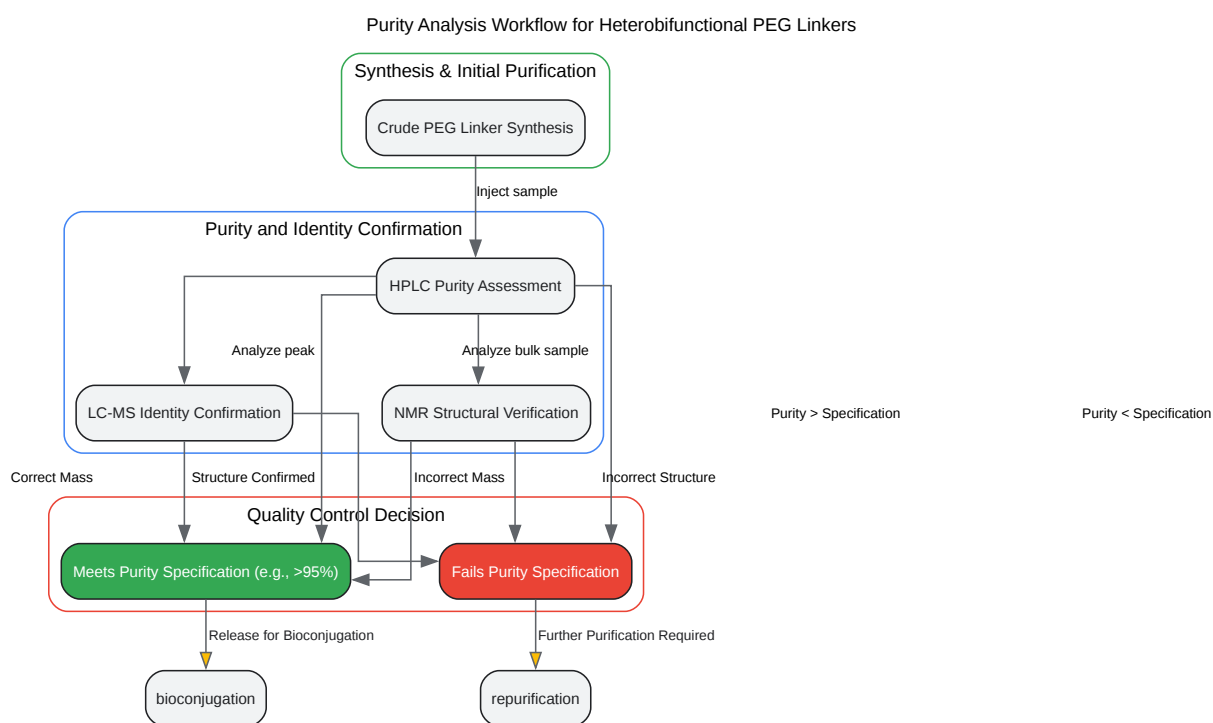 Purity Analysis Workflow for Heterobifunctional PEG Linkers
Synthesis & Initial Purification
Crude PEG Linker Synthesis
Inject sample
Purity and Identity Confirmation
HPLC Purity Assessment
Analyze peak
Analyze bulk sample
LC-MS Identity Confirmation
NMR Structural Verification
Purity > Specification
Purity < Specification
Correct Mass
Structure Confirmed
Incorrect Mass
Incorrect Structure
Quality Control Decision
Meets Purity Specification (e.g., >95%)
Fails Purity Specification
Release for Bioconjugation
Further Purification Required
bioconjugation
repurification